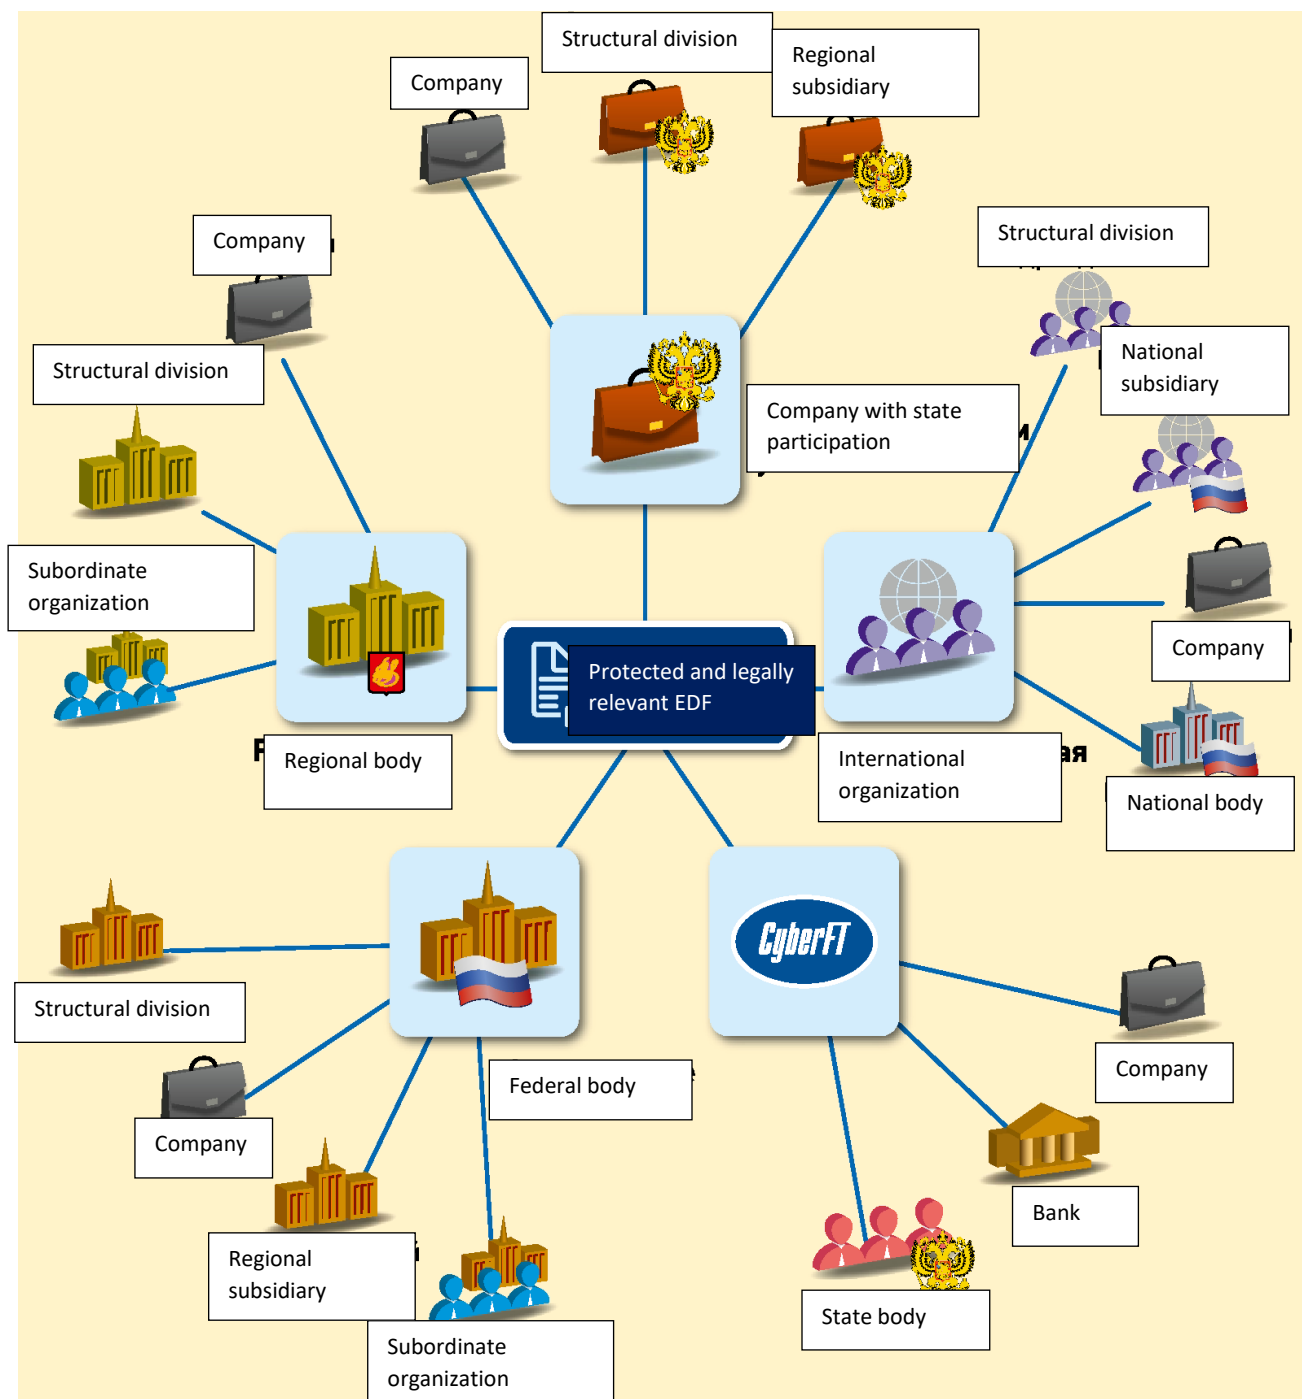 Structural division
Regional
subsidiary
Company
Company
Structural division
Structural division
National
subsidiary
Company with state
participation
Subordinate
organization
Company
Protected and legally
relevant EDF
Regional body
International
organization
ая
National body
CyberFT
Structural division
Federal body
Company
Company
Bank
Regional
subsidiary
State body
Subordinate
organization